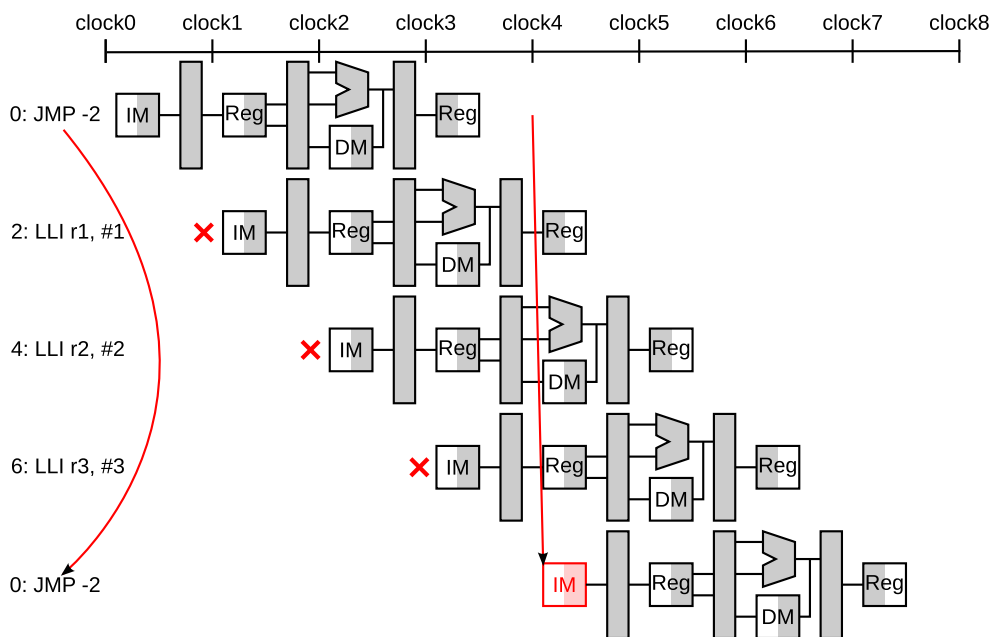 clock0 clock1 clock2 clock3 clock4 clock5 clock6 clock7 clock8
0: JMP -2 IM Reg DM Reg
2: LLI r1, #1 IM Reg DM Reg
4: LLI r2, #2 IM Reg DM Reg
6: LLI r3, #3 IM Reg DM Reg
0: JMP -2 IM Reg DM Reg